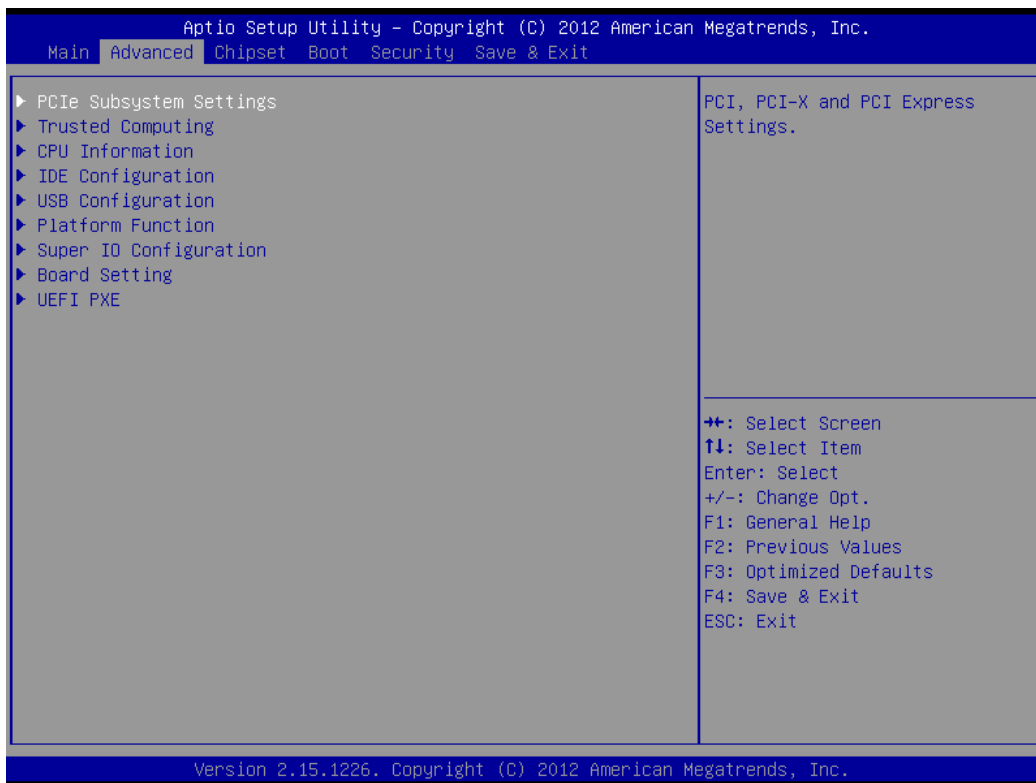 Aptio Setup Utility – Copyright (C) 2012 American Megatrends, Inc.
Main Advanced Chipset Boot Security Save & Exit
PCIe Subsystem Settings
Trusted Computing
CPU Information
IDE Configuration
USB Configuration
Platform Function
Super IO Configuration
Board Setting
UEFI PXE
PCI, PCI-X and PCI Express
Settings.
→←: Select Screen
↑↓: Select Item
Enter: Select
+/-: Change Opt.
F1: General Help
F2: Previous Values
F3: Optimized Defaults
F4: Save & Exit
ESC: Exit
Version 2.15.1226. Copyright (C) 2012 American Megatrends, Inc.